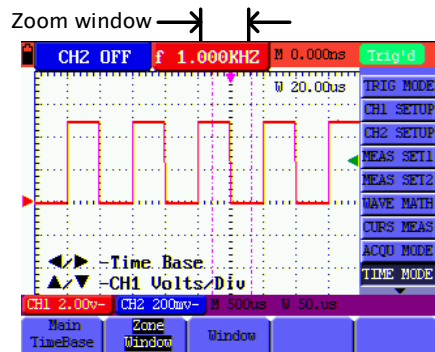 Zoom window
CH2 OFF f 1.000KHZ M 0.000ns Trig'd
W 20.00us
TRIG MODE
CH1 SETUP
CH2 SETUP
MEAS SET1
MEAS SET2
WAVE MATH
CURS MEAS
ACQU MODE
TIME MODE
-Time Base
-CH1 Volts/Div
CH1 2.00v- CH2 200mv- M 500us W 50.us
Main TimeBase
Zone Window
Window